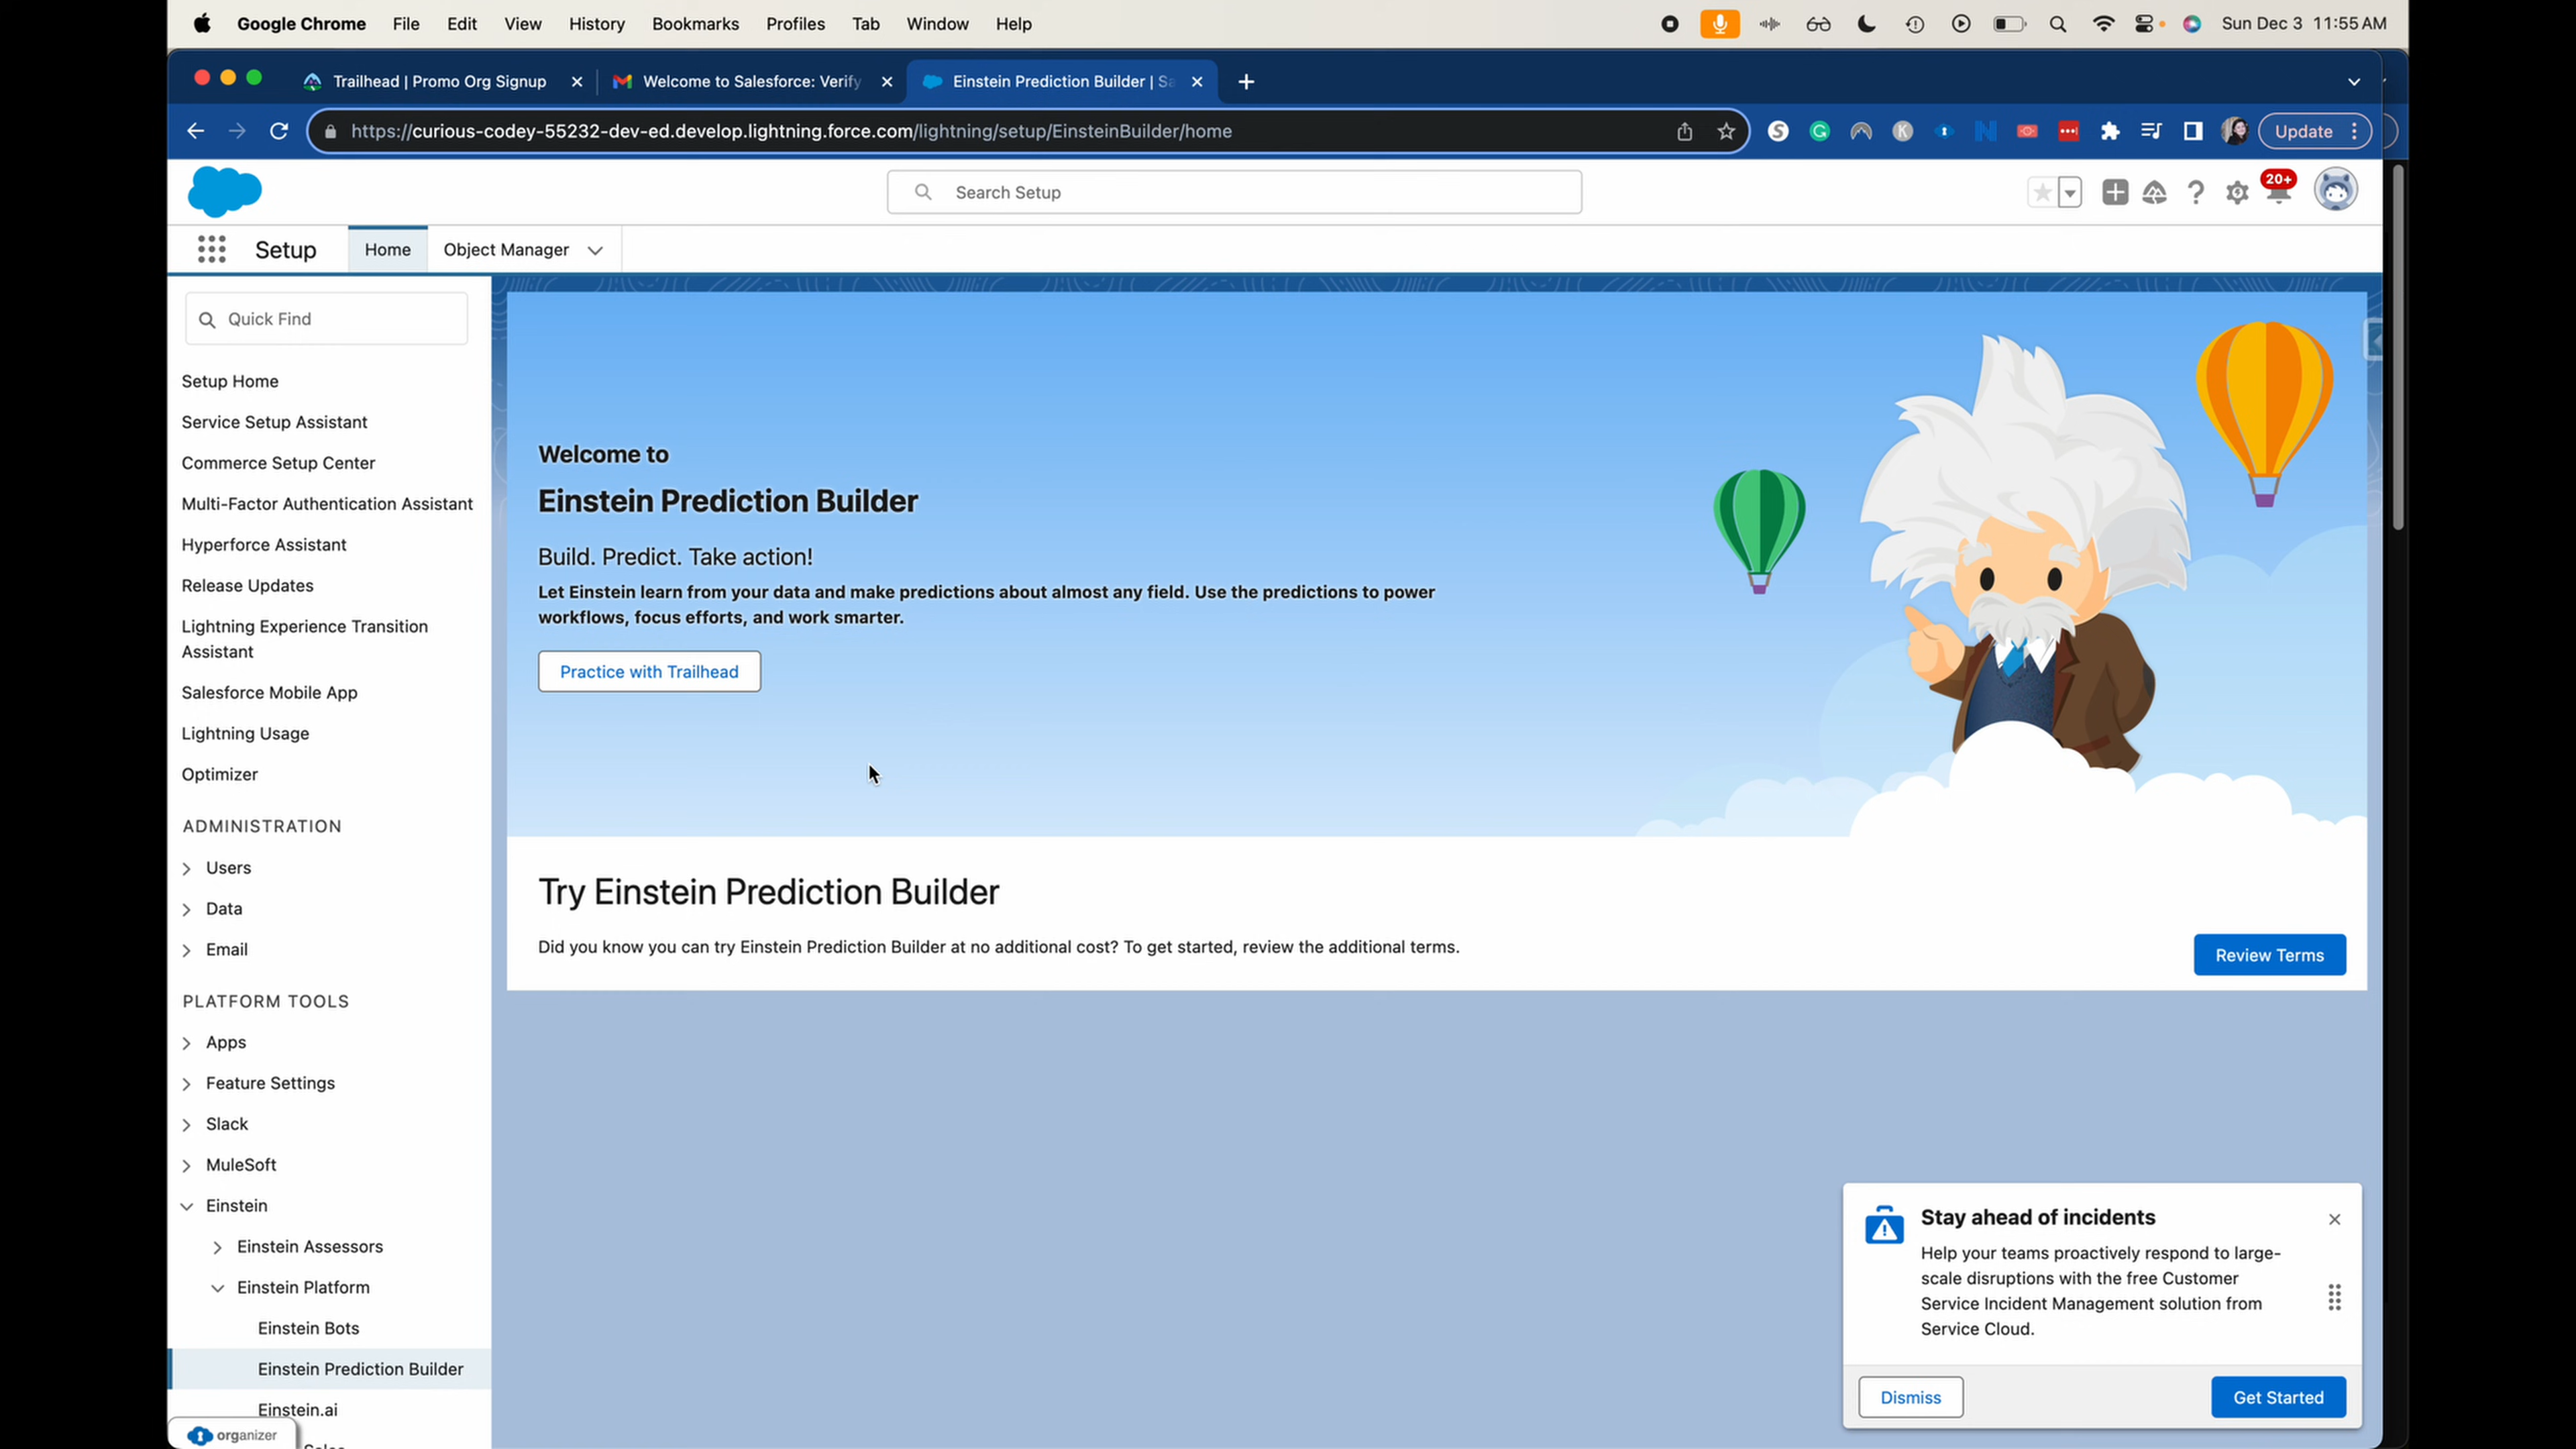 Google Chrome File Edit View History Bookmarks Profiles Tab Window Help Sun Dec 3 11:55 AM
Trailhead | Promo Org Signup Welcome to Salesforce: Verify Einstein Prediction Builder | Sa
https://curious-codey-55232-dev-ed.develop.lightning.force.com/lightning/setup/EinsteinBuilder/home Update
Search Setup 20+
Setup Home Object Manager
Quick Find
Setup Home
Service Setup Assistant
Commerce Setup Center
Multi-Factor Authentication Assistant
Hyperforce Assistant
Release Updates
Lightning Experience Transition
Assistant
Salesforce Mobile App
Lightning Usage
Optimizer
ADMINISTRATION
Users
Data
Email
PLATFORM TOOLS
Apps
Feature Settings
Slack
MuleSoft
Einstein
Einstein Assessors
Einstein Platform
Einstein Bots
Einstein Prediction Builder
Einstein.ai
organizer
Welcome to
Einstein Prediction Builder
Build. Predict. Take action!
Let Einstein learn from your data and make predictions about almost any field. Use the predictions to power
workflows, focus efforts, and work smarter.
Practice with Trailhead
Try Einstein Prediction Builder
Did you know you can try Einstein Prediction Builder at no additional cost? To get started, review the additional terms.
Review Terms
Stay ahead of incidents
Help your teams proactively respond to large-
scale disruptions with the free Customer
Service Incident Management solution from
Service Cloud.
Dismiss Get Started